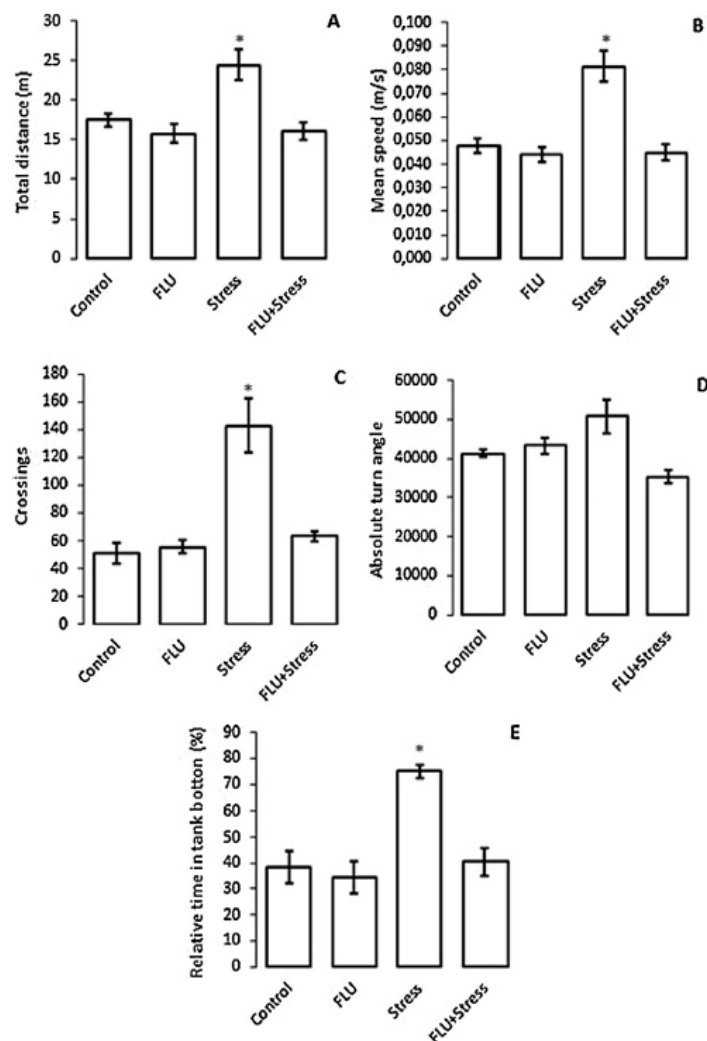 A
Total distance (m)
30
25
20
15
10
5
0
*
Control
FLU
Stress
FLU+Stress
B
Mean speed (m/s)
0,100
0,090
0,080
0,070
0,060
0,050
0,040
0,030
0,020
0,010
0,000
*
Control
FLU
Stress
FLU+Stress
C
Crossings
180
160
140
120
100
80
60
40
20
0
*
Control
FLU
Stress
FLU+Stress
D
Absolute turn angle
60000
50000
40000
30000
20000
10000
0
Control
FLU
Stress
FLU+Stress
E
Relative time in tank botton (%)
90
80
70
60
50
40
30
20
10
0
*
Control
FLU
Stress
FLU+Stress